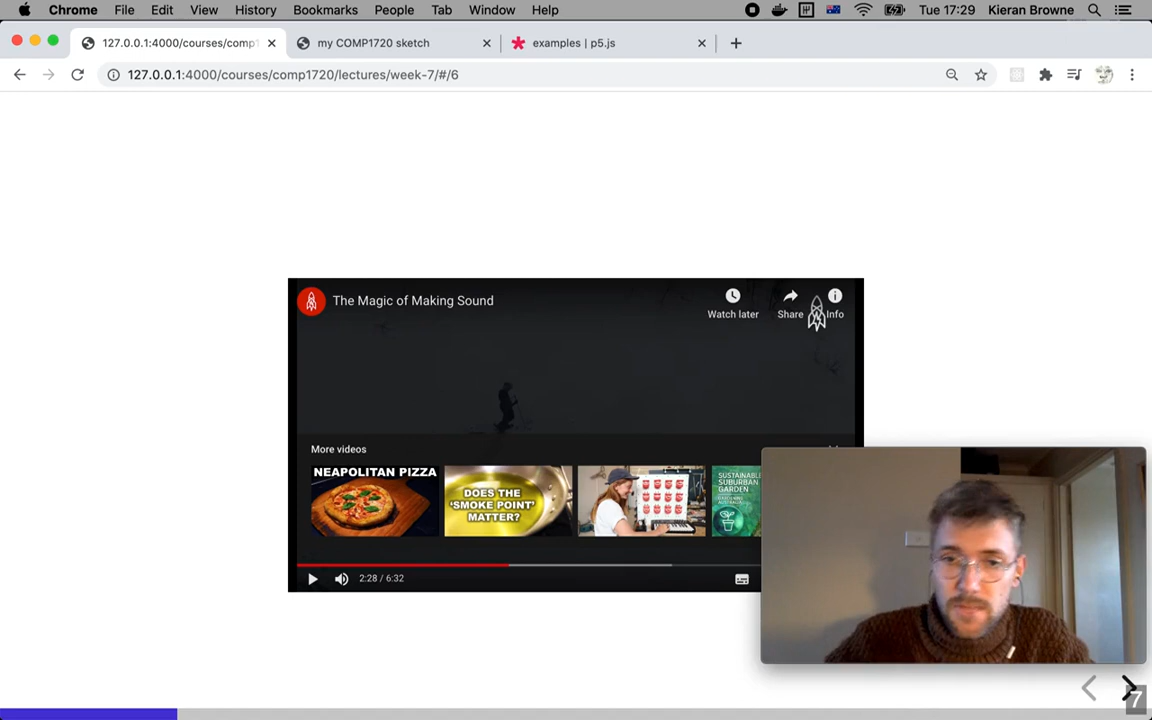 Chrome File Edit View History Bookmarks People Tab Window Help Tue 17:29 Kieran Browne
127.0.0.1:4000/courses/comp1 my COMP1720 sketch examples | p5.js
127.0.0.1:4000/courses/comp1720/lectures/week-7/#/6
The Magic of Making Sound
Watch later Share Info
More videos
NEAPOLITAN PIZZA
DOES THE
'SMOKE POINT'
MATTER?
SUSTAINABLE
SUBURBAN
GARDEN
2:28 / 6:32
7